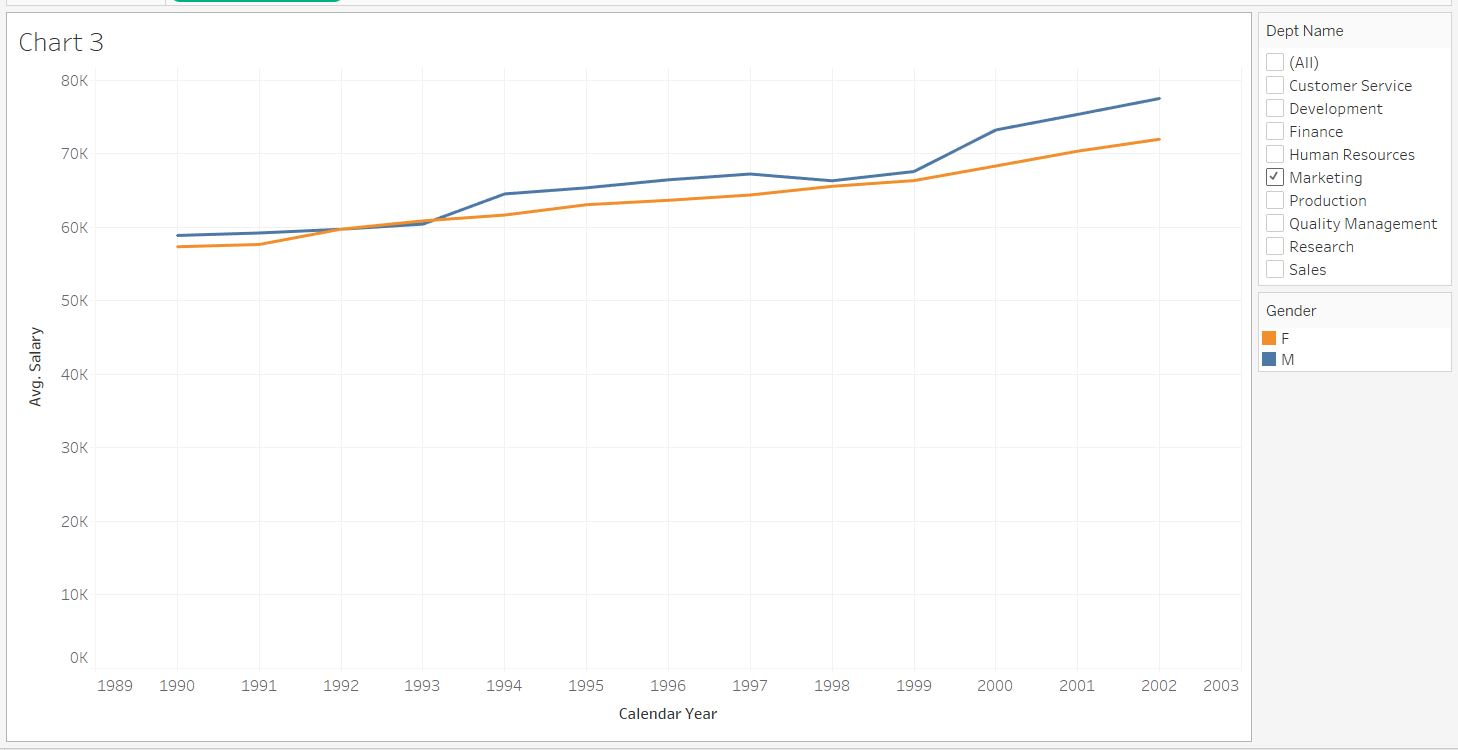 Chart 3
80K
70K
60K
50K
40K
30K
20K
10K
0K
Avg. Salary
1989 1990 1991 1992 1993 1994 1995 1996 1997 1998 1999 2000 2001 2002 2003
Calendar Year
Dept Name
(All)
Customer Service
Development
Finance
Human Resources
Marketing
Production
Quality Management
Research
Sales
Gender
F
M